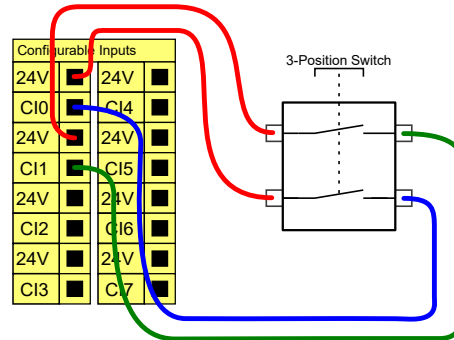 Configurable Inputs
24V 24V
CI0 CI4
24V 24V
CI1 CI5
24V 24V
CI2 CI6
24V 24V
CI3 CI7
3-Position Switch